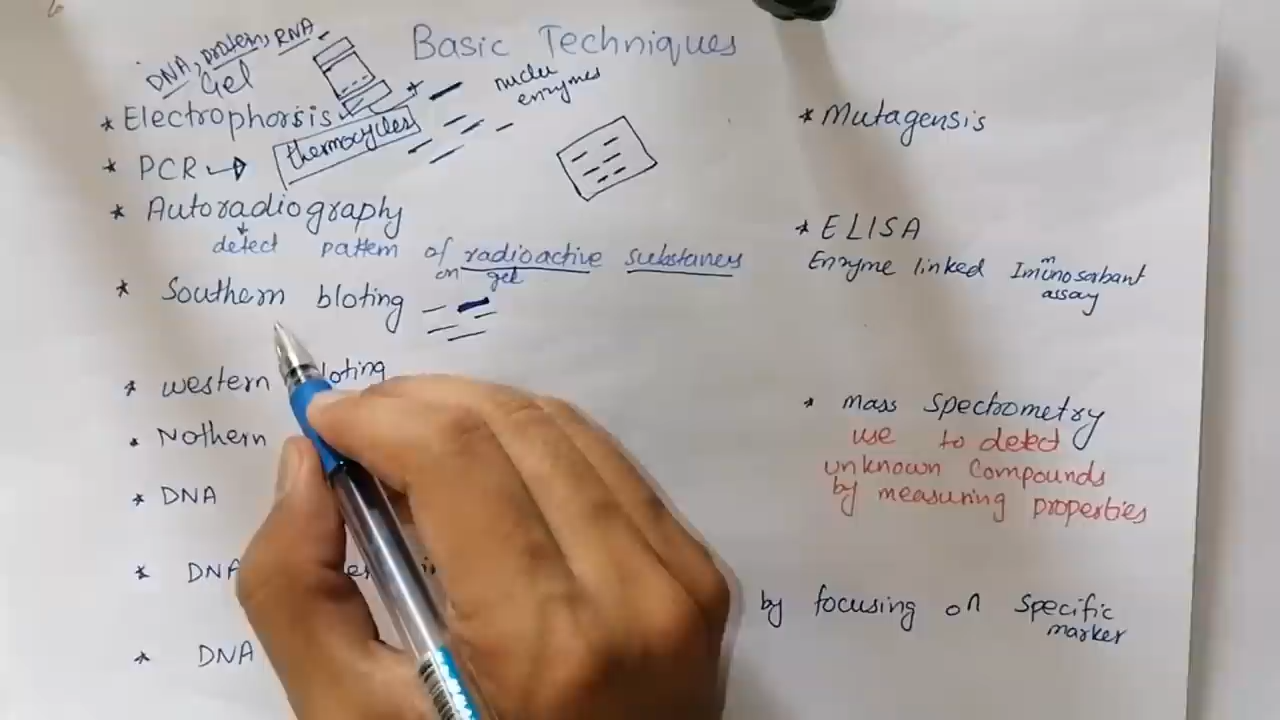 Basic Techniques
DNA, protein, RNA
Gel
* Electrophorsis
nucleu
enzymes
* PCR → thermocycles
* Autoradiography
detect pattern of radioactive substances
on gel
* Southern bloting
* western bloting
* Nothern
* DNA
* DNA
* DNA
* Mutagensis
* ELISA
Enzyme linked Immunosorbant
assay
* mass spectrometry
use to detect
unknown Compounds
by measuring properties
by focusing on specific
marker